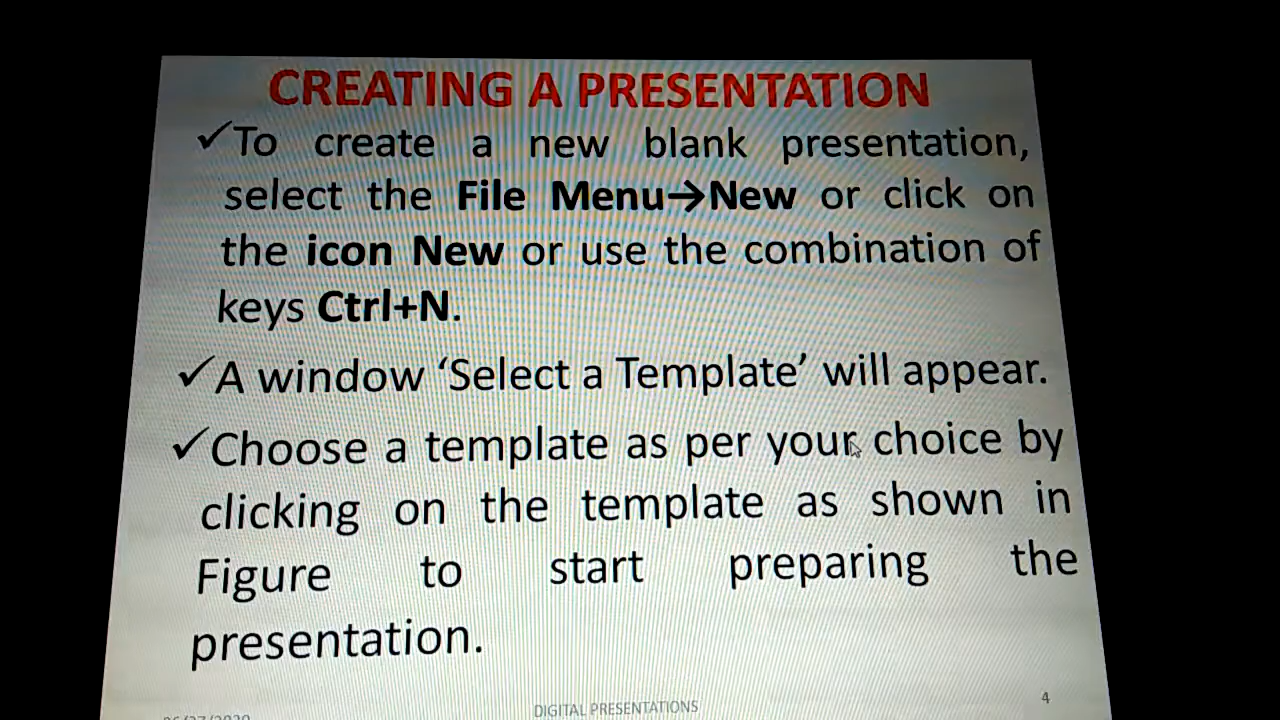 CREATING A PRESENTATION
✓To create a new blank presentation,
select the File Menu→New or click on
the icon New or use the combination of
keys Ctrl+N.
✓A window ‘Select a Template’ will appear.
✓Choose a template as per your choice by
clicking on the template as shown in
Figure to start preparing the
presentation.
DIGITAL PRESENTATIONS
4